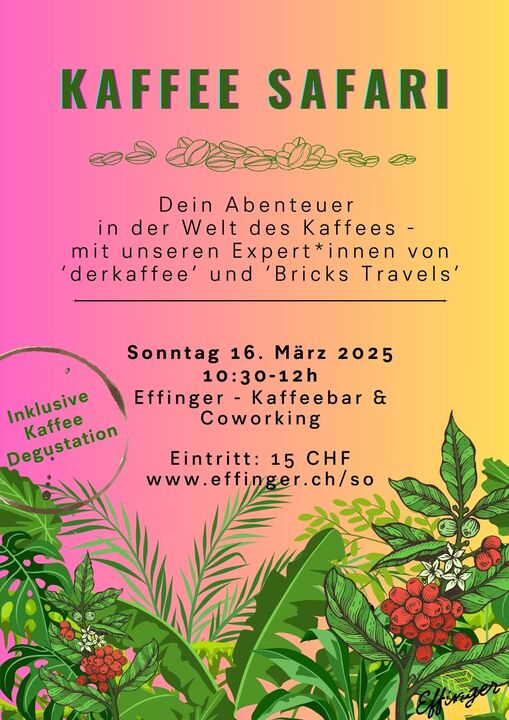 KAFFEE SAFARI
Dein Abenteuer
in der Welt des Kaffees -
mit unseren Expert*innen von
‘derkaffee’ und ‘Bricks Travels’
Sonntag 16. März 2025
10:30-12h
Effinger - Kaffeebar &
Coworking
Inklusive
Kaffee
Degustation
Eintritt: 15 CHF
www.effinger.ch/so
Effinger